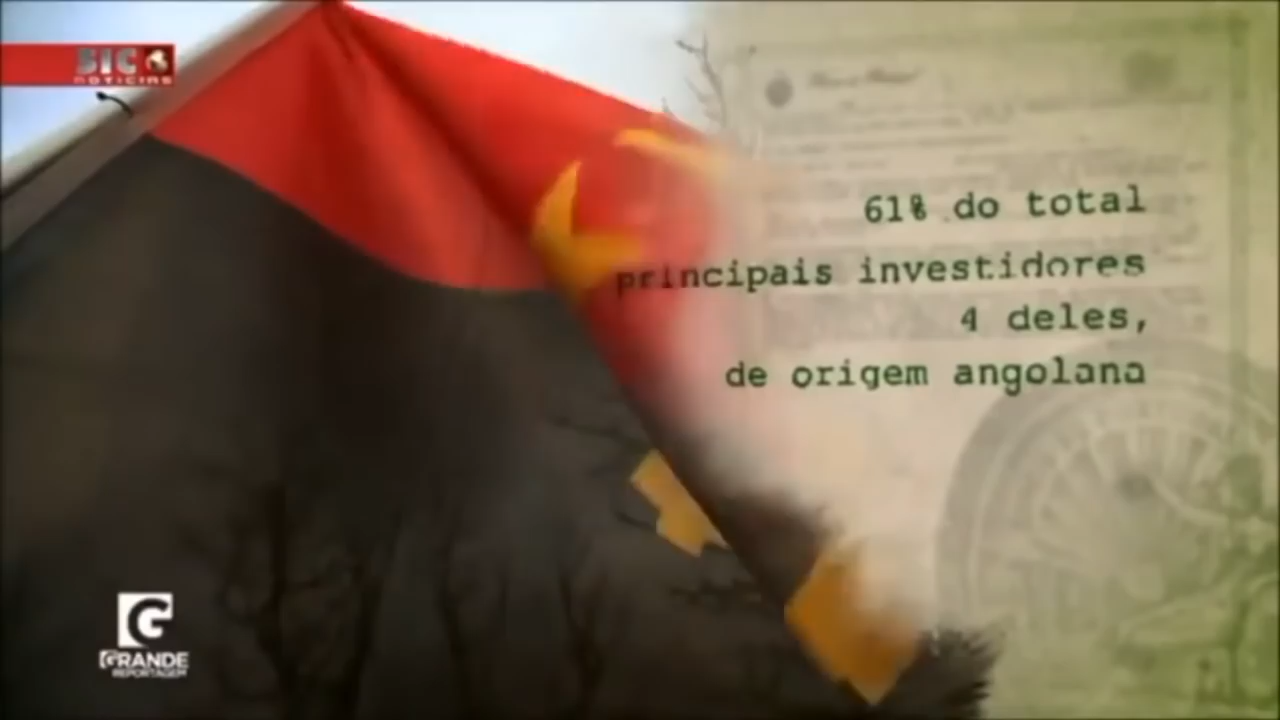 SIC
NOTÍCIAS
61% do total
principais investidores
4 deles,
de origem angolana
G
GRANDE
REPORTAGEM